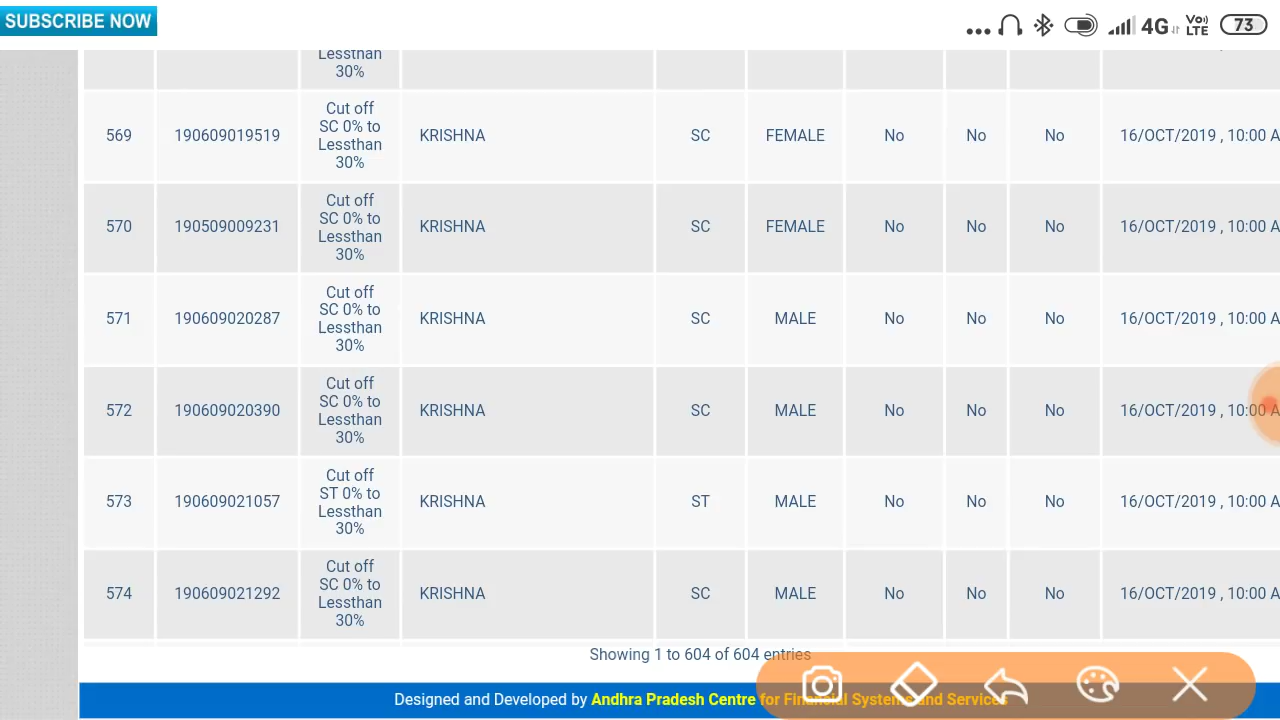 SUBSCRIBE NOW
4G
Vo)
LTE
73
Lessthan
30%
569 190609019519 Cut off SC 0% to Lessthan 30% KRISHNA SC FEMALE No No No 16/OCT/2019 , 10:00 A
570 190509009231 Cut off SC 0% to Lessthan 30% KRISHNA SC FEMALE No No No 16/OCT/2019 , 10:00 A
571 190609020287 Cut off SC 0% to Lessthan 30% KRISHNA SC MALE No No No 16/OCT/2019 , 10:00 A
572 190609020390 Cut off SC 0% to Lessthan 30% KRISHNA SC MALE No No No 16/OCT/2019 , 10:00 A
573 190609021057 Cut off ST 0% to Lessthan 30% KRISHNA ST MALE No No No 16/OCT/2019 , 10:00 A
574 190609021292 Cut off SC 0% to Lessthan 30% KRISHNA SC MALE No No No 16/OCT/2019 , 10:00 A
Showing 1 to 604 of 604 entries
Designed and Developed by Andhra Pradesh Centre for Financial Systems and Services